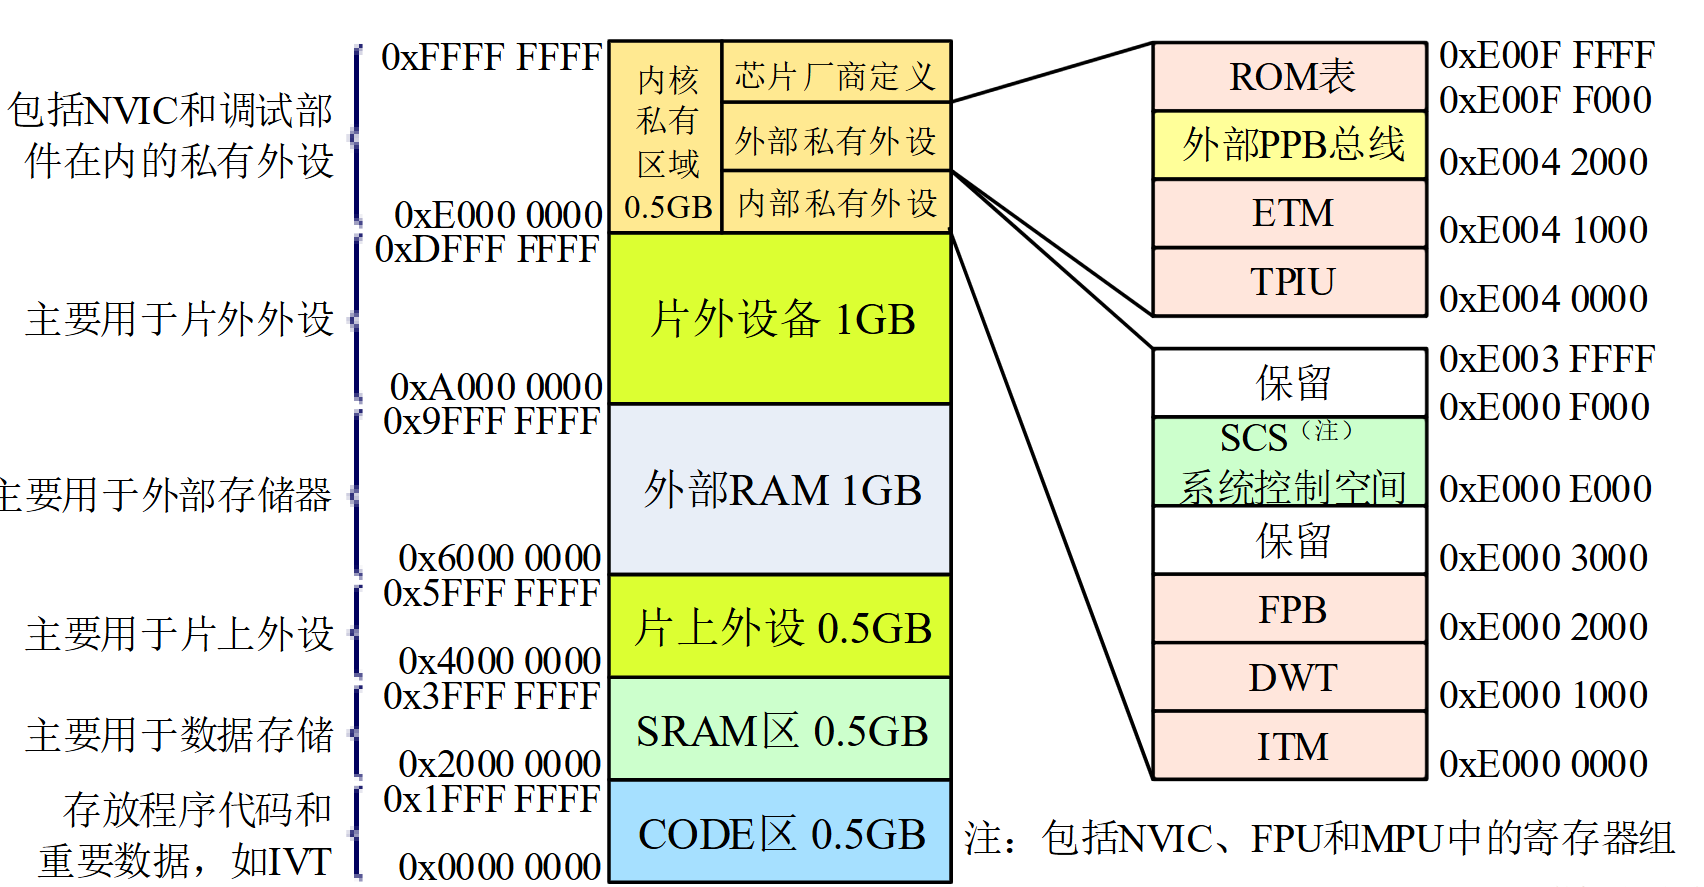 包括NVIC和调试部
件在内的私有外设
主要用于片外外设
主要用于外部存储器
主要用于片上外设
主要用于数据存储
存放程序代码和
重要数据，如IVT
0xFFFF FFFF
0xE000 0000
0xDFFF FFFF
0xA000 0000
0x9FFF FFFF
0x6000 0000
0x5FFF FFFF
0x4000 0000
0x3FFF FFFF
0x2000 0000
0x1FFF FFFF
0x0000 0000
内核
私有
区域
0.5GB
芯片厂商定义
外部私有外设
内部私有外设
片外设备 1GB
外部RAM 1GB
片上外设 0.5GB
SRAM区 0.5GB
CODE区 0.5GB
ROM表
外部PPB总线
ETM
TPIU
0xE00F FFFF
0xE00F F000
0xE004 2000
0xE004 1000
0xE004 0000
保留
SCS（注）
系统控制空间
保留
FPB
DWT
ITM
0xE003 FFFF
0xE000 F000
0xE000 E000
0xE000 3000
0xE000 2000
0xE000 1000
0xE000 0000
注：包括NVIC、FPU和MPU中的寄存器组